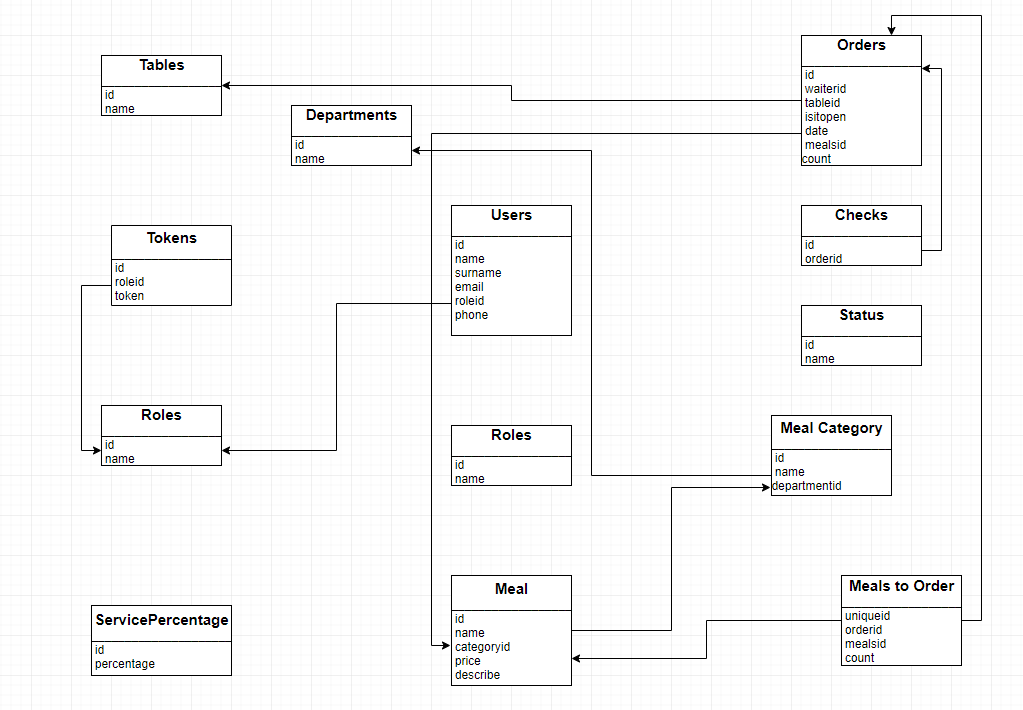 Tables
id
name
Departments
id
name
Orders
id
waiterid
tableid
isitopen
date
mealsid
count
Tokens
id
roleid
token
Users
id
name
surname
email
roleid
phone
Checks
id
orderid
Status
id
name
Roles
id
name
Roles
id
name
Meal Category
id
name
departmentid
ServicePercentage
id
percentage
Meal
id
name
categoryid
price
describe
Meals to Order
uniqueid
orderid
mealsid
count